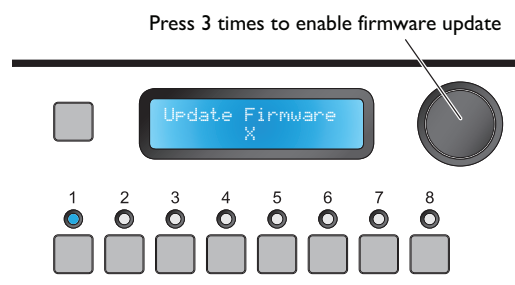 Press 3 times to enable firmware update
Update Firmware
X
1 2 3 4 5 6 7 8